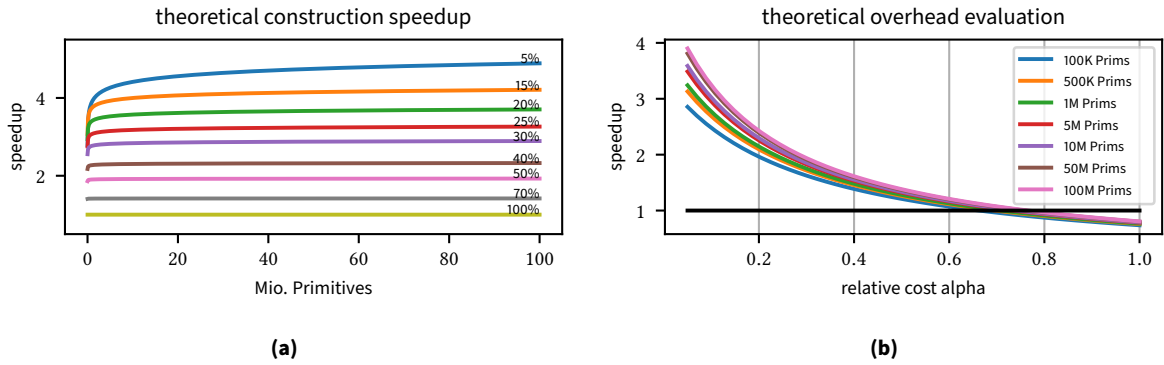 theoretical construction speedup
speedup
4
2
5%
15%
20%
25%
30%
40%
50%
70%
100%
0
20
40
60
80
100
Mio. Primitives
(a)
theoretical overhead evaluation
speedup
4
3
2
1
100K Prims
500K Prims
1M Prims
5M Prims
10M Prims
50M Prims
100M Prims
0.2
0.4
0.6
0.8
1.0
relative cost alpha
(b)